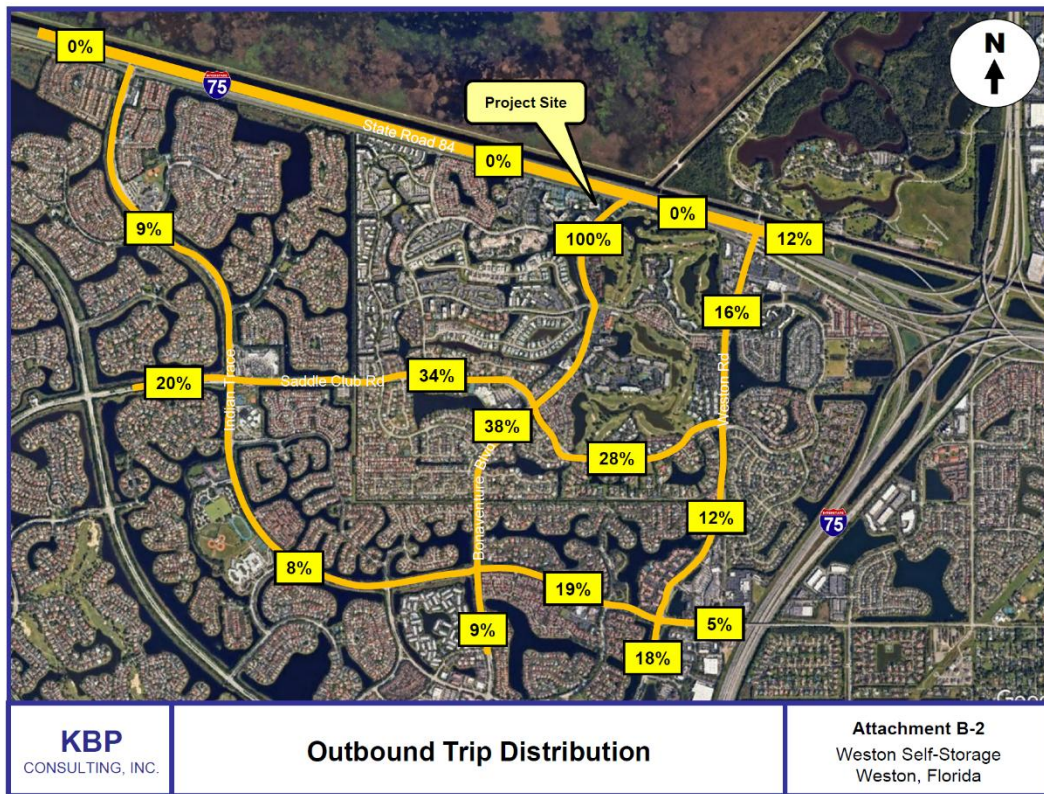 0%
75
N
Project Site
State Road 84
0%
0%
100%
12%
9%
16%
20%
Indian Trace
Saddle Club Rd
34%
Weston Rd
38%
28%
Bonaventure Blvd
12%
75
8%
19%
9%
5%
18%
KBP
CONSULTING, INC.
Outbound Trip Distribution
Attachment B-2
Weston Self-Storage
Weston, Florida